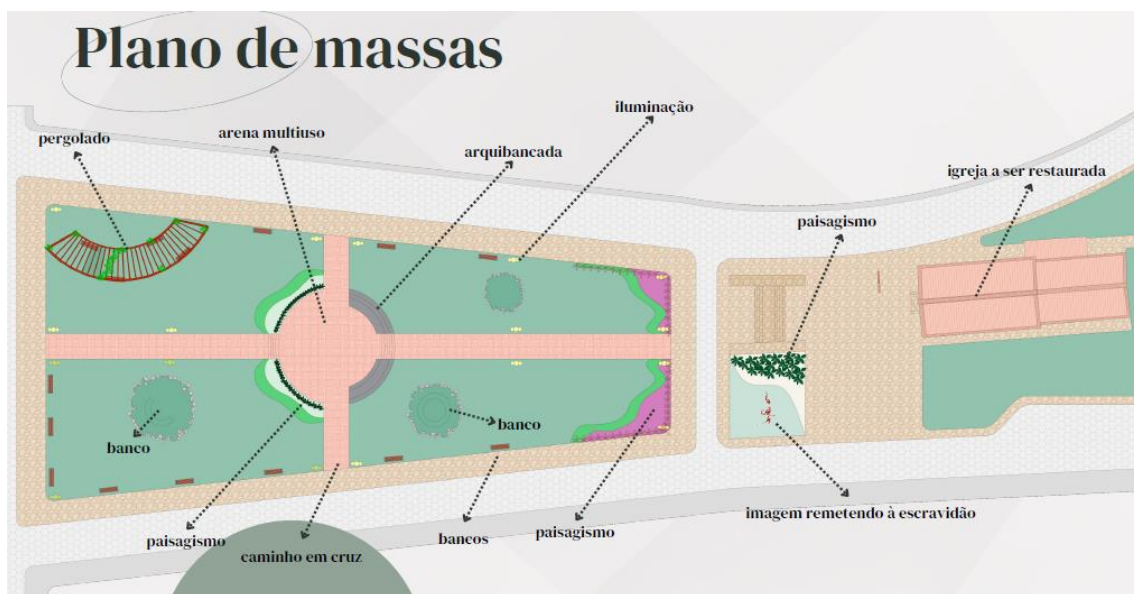 Plano de massas
pergolado
arena multiuso
arquibancada
iluminação
paisagismo
igreja a ser restaurada
banco
banco
paisagismo
caminho em cruz
bancos
paisagismo
imagem remetendo à escravidão